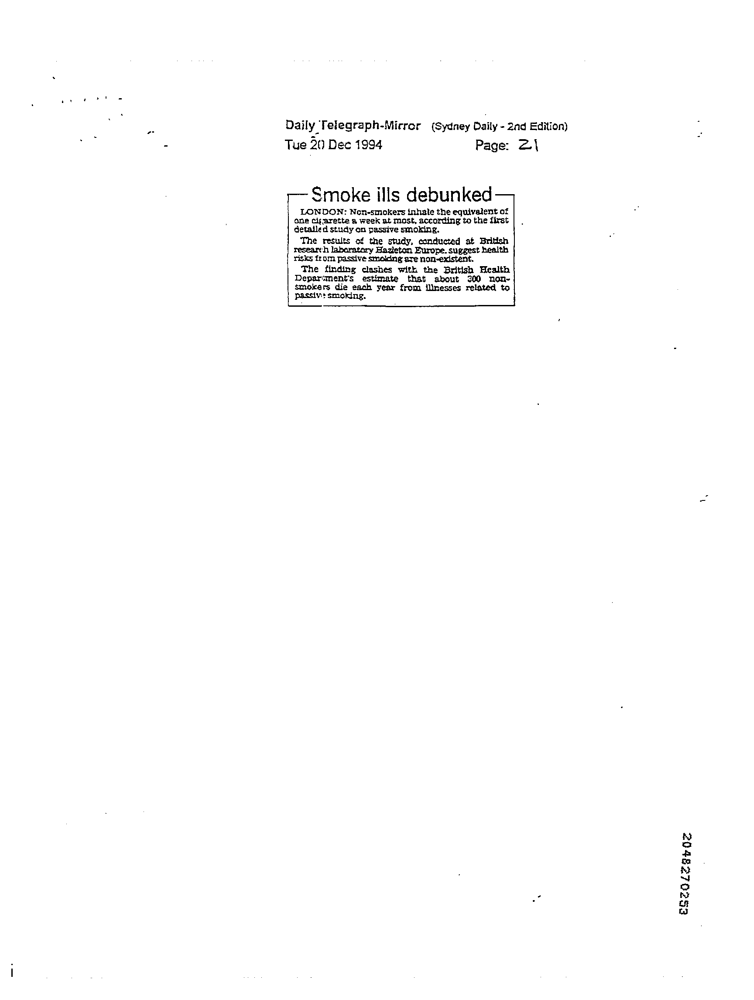 Daily Telegraph-Mirror (Sydney Daily - 2nd Edition)
Tue 20 Dec 1994 Page: 21
Smoke ills debunked
LONDON: Non-smokers inhale the equivalent of
one cigarette a week at most, according to the first
detailed study on passive smoking.
The results of the study, conducted at British
research laboratory Hazleton Europe, suggest health
risks from passive smoking are non-existent.
The finding clashes with the British Health
Department's estimate that about 300 non-
smokers die each year from illnesses related to
passive smoking.
2048270253
i